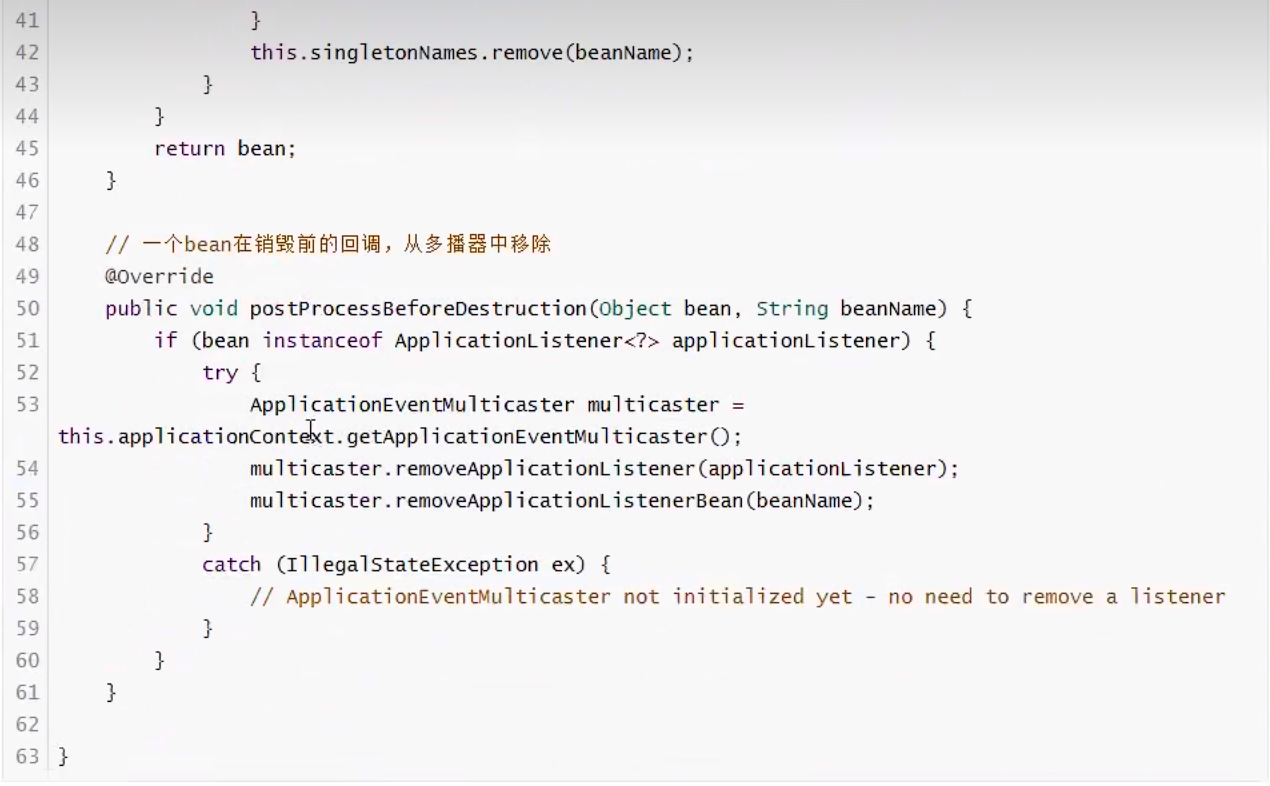 41                 }
42                 this.singletonNames.remove(beanName);
43             }
44         }
45         return bean;
46     }
47
48     // 一个bean在销毁前的回调，从多播器中移除
49     @Override
50     public void postProcessBeforeDestruction(Object bean, String beanName) {
51         if (bean instanceof ApplicationListener<?> applicationListener) {
52             try {
53                 ApplicationEventMulticaster multicaster =
this.applicationContext.getApplicationEventMulticaster();
54                 multicaster.removeApplicationListener(applicationListener);
55                 multicaster.removeApplicationListenerBean(beanName);
56             }
57             catch (IllegalStateException ex) {
58                 // ApplicationEventMulticaster not initialized yet - no need to remove a listener
59             }
60         }
61     }
62
63 }